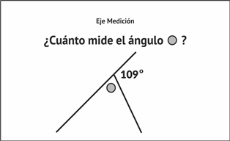 Eje Medición
¿Cuánto mide el ángulo ?
109°